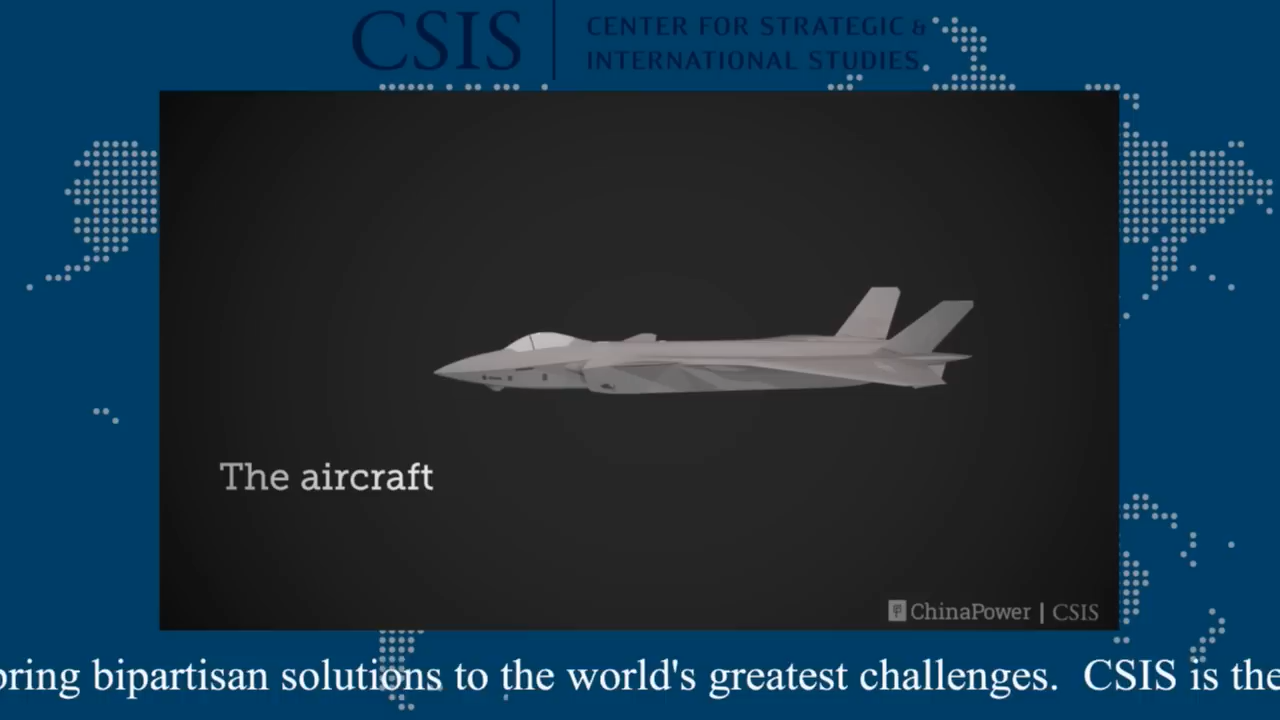 CSIS
CENTER FOR STRATEGIC &
INTERNATIONAL STUDIES
The aircraft
ChinaPower | CSIS
bring bipartisan solutions to the world's greatest challenges. CSIS is the